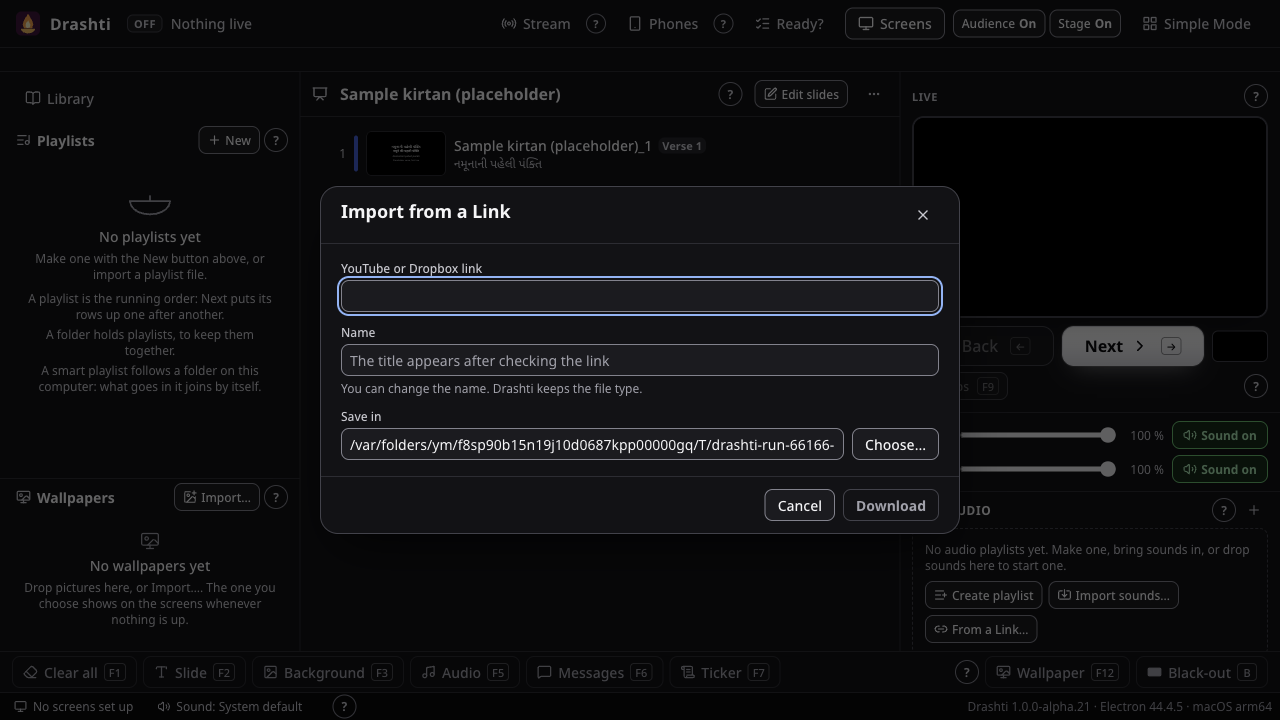 Drashti OFF Nothing live Stream ? Phones ? Ready? Screens Audience On Stage On Simple Mode
Library
Playlists New ?
No playlists yet
Make one with the New button above, or
import a playlist file.
A playlist is the running order: Next puts its
rows up one after another.
A folder holds playlists, to keep them
together.
A smart playlist follows a folder on this
computer: what goes in it joins by itself.
Wallpapers Import... ?
No wallpapers yet
Drop pictures here, or Import.... The one you
choose shows on the screens whenever
nothing is up.
Sample kirtan (placeholder) ? Edit slides ...
1 Sample kirtan (placeholder)_1 Verse 1
નમૂનાની પહેલી પંક્તિ
Import from a Link
YouTube or Dropbox link
Name
The title appears after checking the link
You can change the name. Drashti keeps the file type.
Save in
/var/folders/ym/f8sp90b15n19j10d0687kpp00000gq/T/drashti-run-66166- Choose...
Cancel Download
LIVE ?
Back Next
F9 ?
100 % Sound on
100 % Sound on
?
No audio playlists yet. Make one, bring sounds in, or drop
sounds here to start one.
Create playlist Import sounds...
From a Link...
Clear all F1 Slide F2 Background F3 Audio F5 Messages F6 Ticker F7 ? Wallpaper F12 Black-out B
No screens set up Sound: System default ? Drashti 1.0.0-alpha.21 · Electron 44.4.5 · macOS arm64